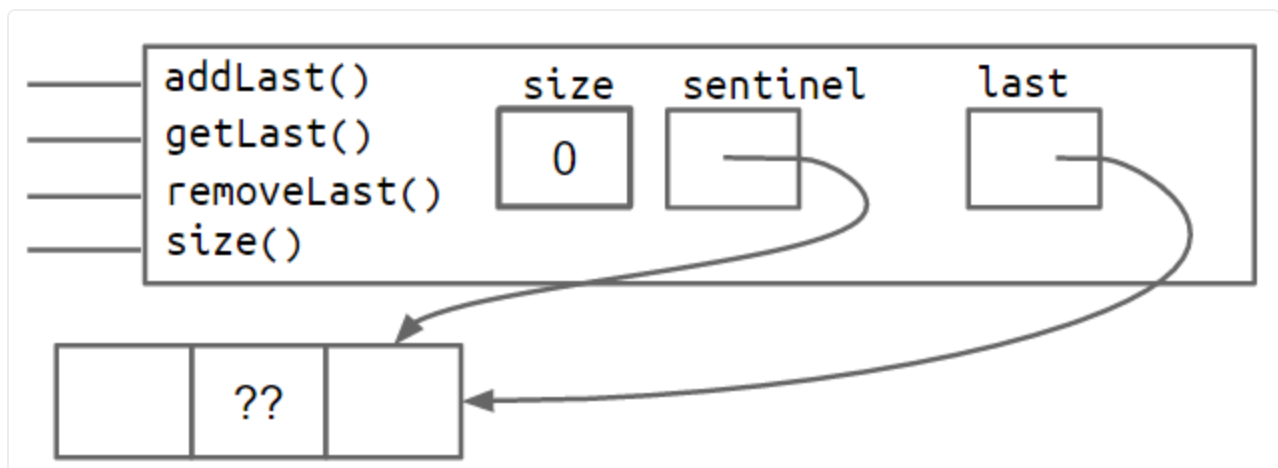 addLast()
getLast()
removeLast()
size()
size
sentinel
last
0
??